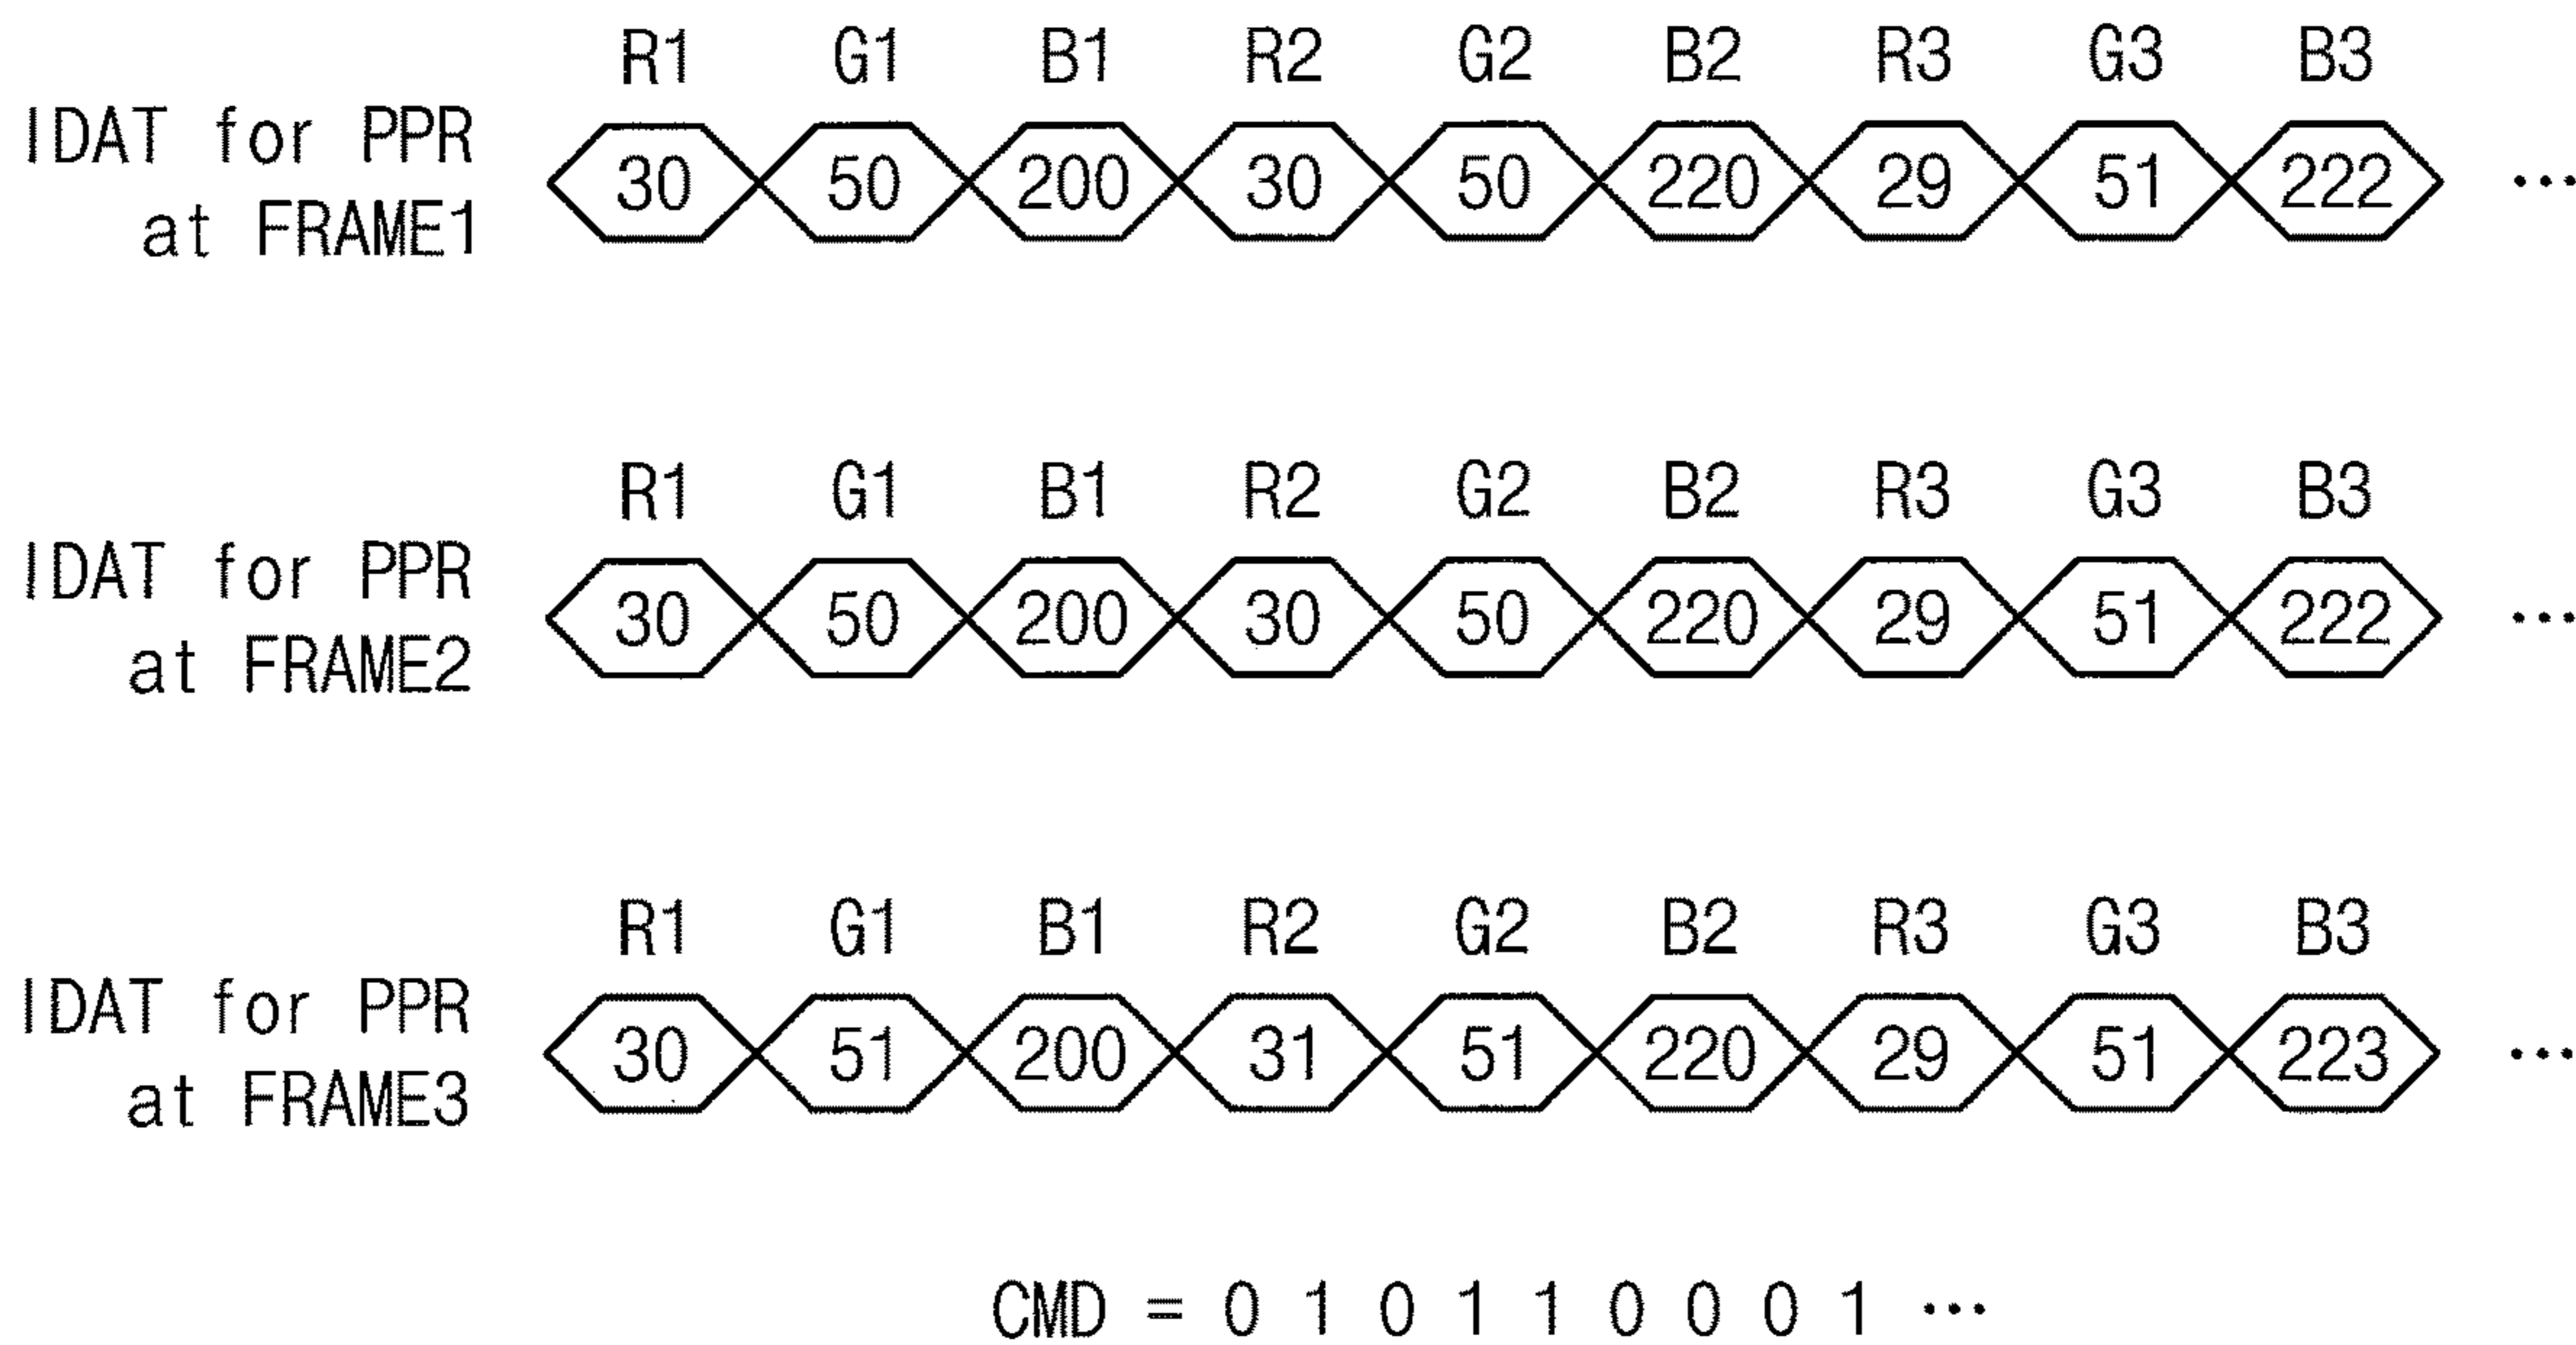 R1 G1 B1 R2 G2 B2 R3 G3 B3
IDAT for PPR
at FRAME1
30 50 200 30 50 220 29 51 222 ...
R1 G1 B1 R2 G2 B2 R3 G3 B3
IDAT for PPR
at FRAME2
30 50 200 30 50 220 29 51 222 ...
R1 G1 B1 R2 G2 B2 R3 G3 B3
IDAT for PPR
at FRAME3
30 51 200 31 51 220 29 51 223 ...
CMD = 0 1 0 1 1 0 0 0 1 ...